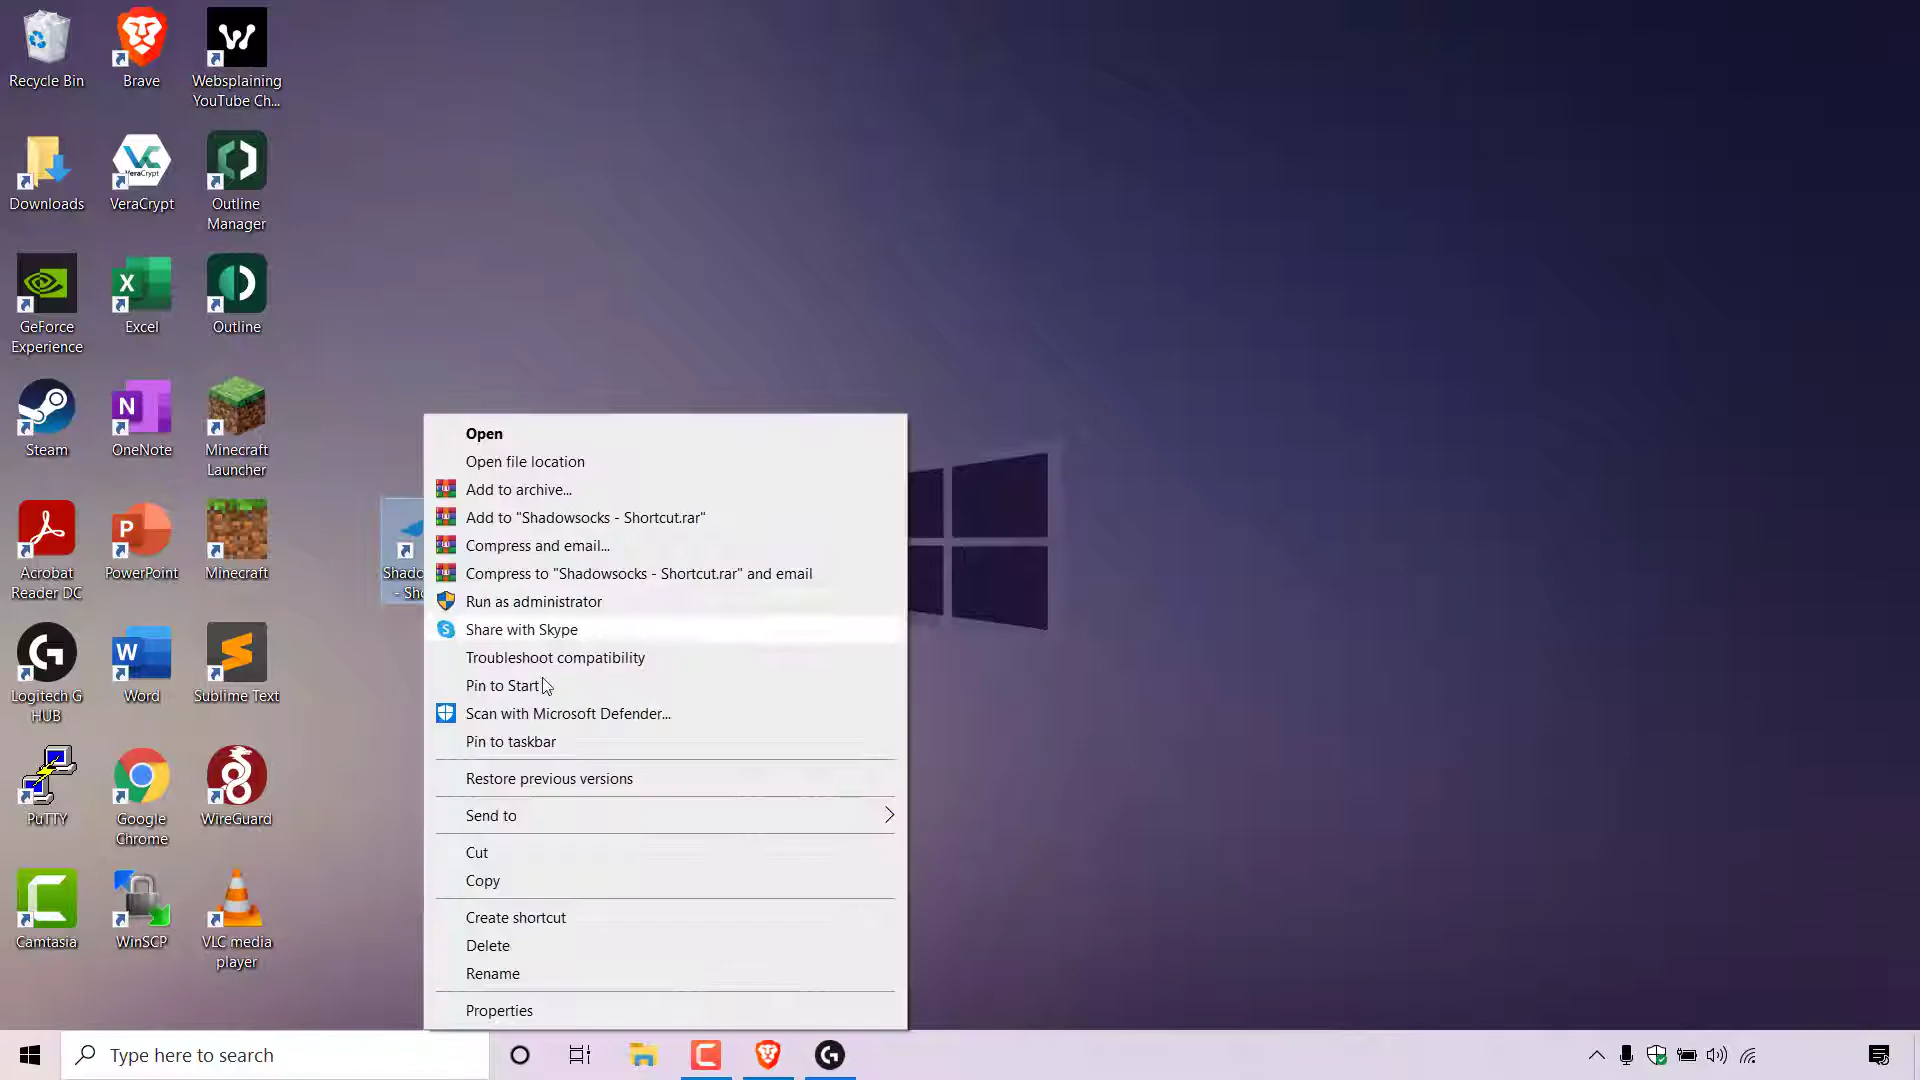 Recycle Bin
Brave
Websplaining
YouTube Ch...
Downloads
VeraCrypt
VeraCrypt
Outline
Manager
GeForce
Experience
X
Excel
Outline
Steam
N
OneNote
Minecraft
Launcher
Acrobat
Reader DC
P
PowerPoint
Minecraft
Logitech G
HUB
W
Word
Sublime Text
PuTTY
Google
Chrome
WireGuard
Camtasia
WinSCP
VLC media
player
Shado
- Sho
Open
Open file location
Add to archive...
Add to "Shadowsocks - Shortcut.rar"
Compress and email...
Compress to "Shadowsocks - Shortcut.rar" and email
Run as administrator
Share with Skype
Troubleshoot compatibility
Pin to Start
Scan with Microsoft Defender...
Pin to taskbar
Restore previous versions
Send to
Cut
Copy
Create shortcut
Delete
Rename
Properties
Type here to search